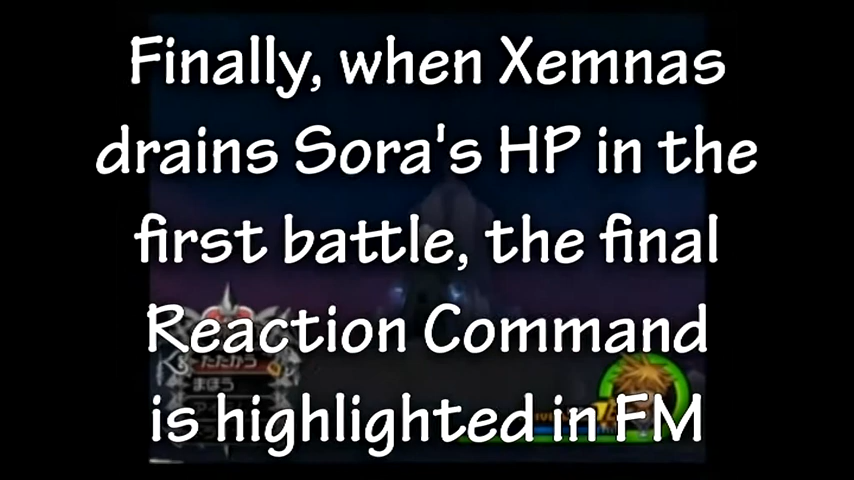 Finally, when Xemnas
drains Sora's HP in the
first battle, the final
Reaction Command
is highlighted in FM
たたかう
まほう